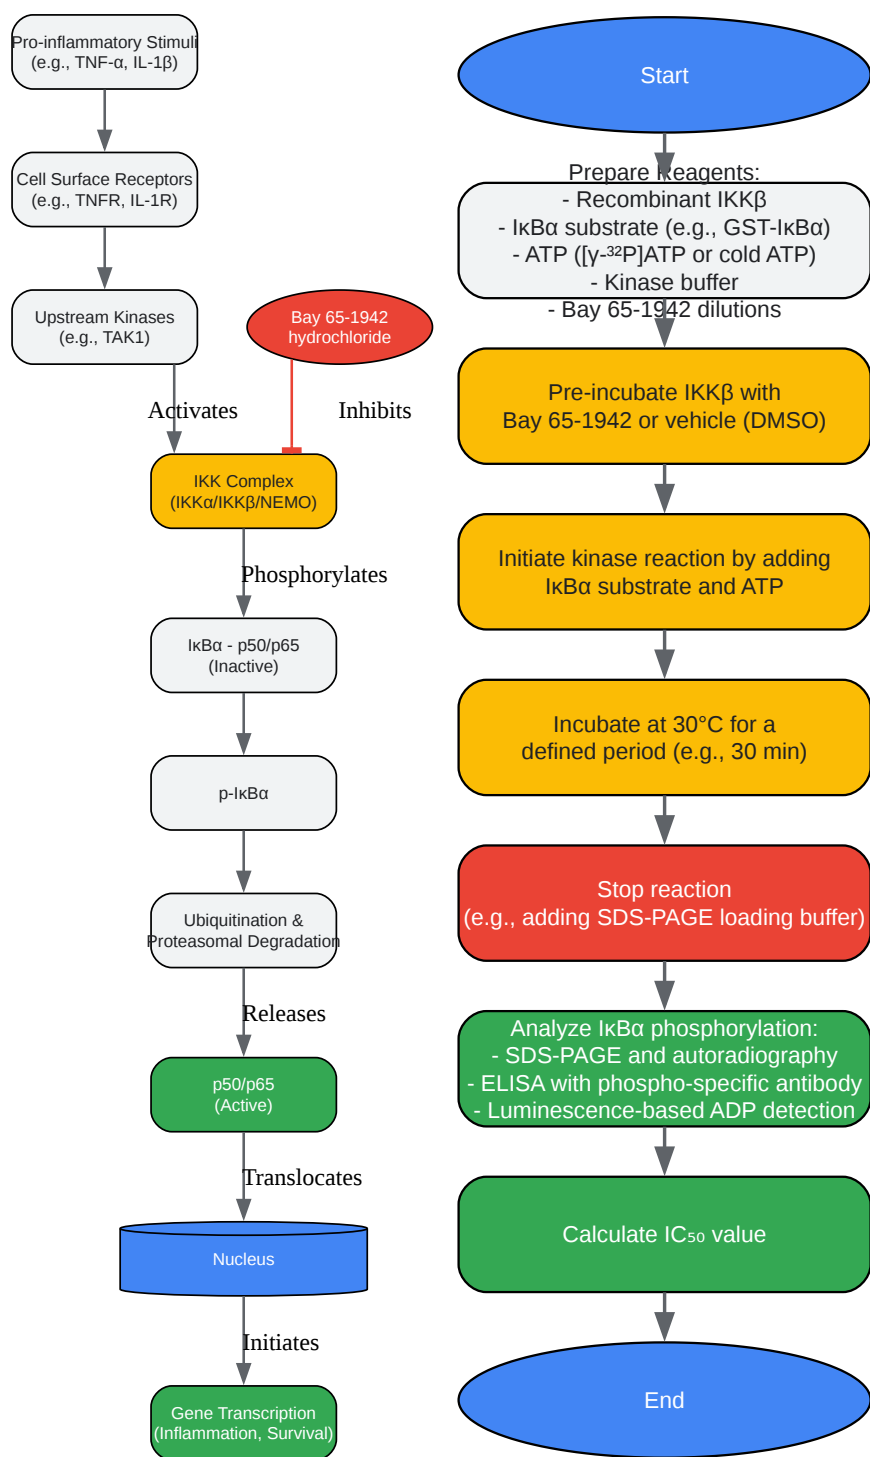 Pro-inflammatory Stimuli
(e.g., TNF-α, IL-1β)
Cell Surface Receptors
(e.g., TNFR, IL-1R)
Upstream Kinases
(e.g., TAK1)
Bay 65-1942
hydrochloride
Activates
Inhibits
IKK Complex
(IKKα/IKKβ/NEMO)
Phosphorylates
IκBα - p50/p65
(Inactive)
p-IκBα
Ubiquitination &
Proteasomal Degradation
Releases
p50/p65
(Active)
Translocates
Nucleus
Initiates
Gene Transcription
(Inflammation, Survival)
Start
Prepare Reagents:
- Recombinant IKKβ
- IκBα substrate (e.g., GST-IκBα)
- ATP ([γ-³²P]ATP or cold ATP)
- Kinase buffer
- Bay 65-1942 dilutions
Pre-incubate IKKβ with
Bay 65-1942 or vehicle (DMSO)
Initiate kinase reaction by adding
IκBα substrate and ATP
Incubate at 30°C for a
defined period (e.g., 30 min)
Stop reaction
(e.g., adding SDS-PAGE loading buffer)
Analyze IκBα phosphorylation:
- SDS-PAGE and autoradiography
- ELISA with phospho-specific antibody
- Luminescence-based ADP detection
Calculate IC₅₀ value
End